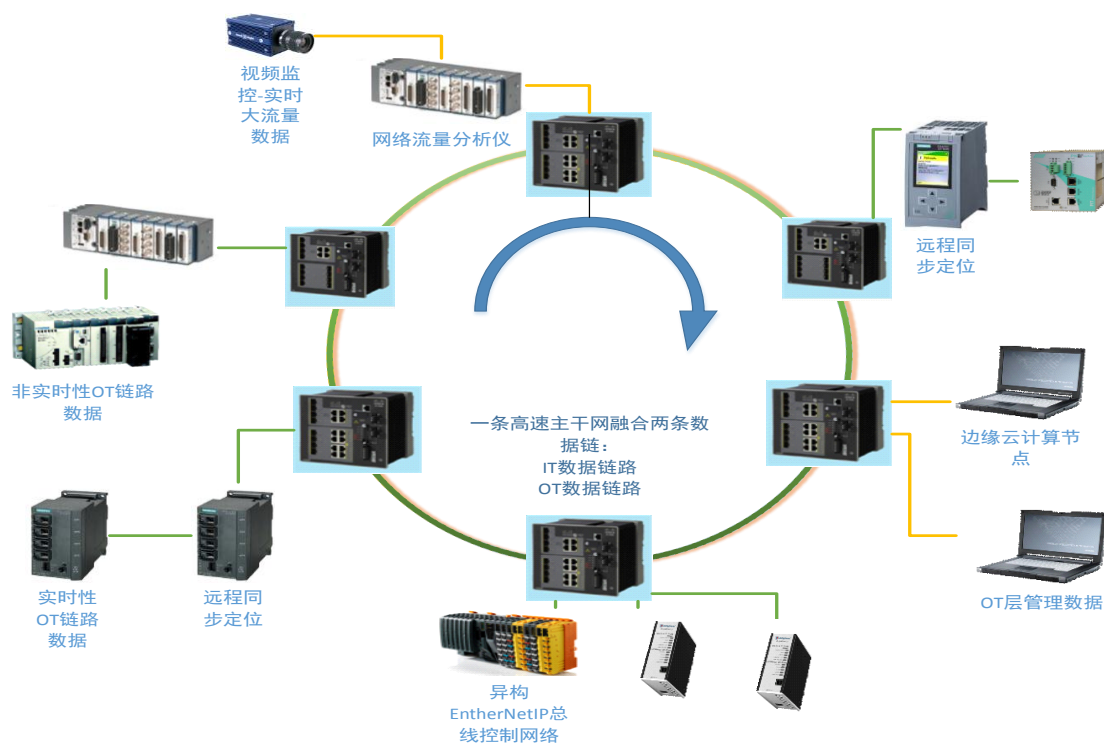 视频监
控-实时
大流量
数据
网络流量分析仪
远程同
步定位
非实时性OT链路
数据
一条高速主干网融合两条数
据链：
IT数据链路
OT数据链路
边缘云计算节
点
OT层管理数据
实时性
OT链路
数据
远程同
步定位
异构
EntherNetIP总
线控制网络